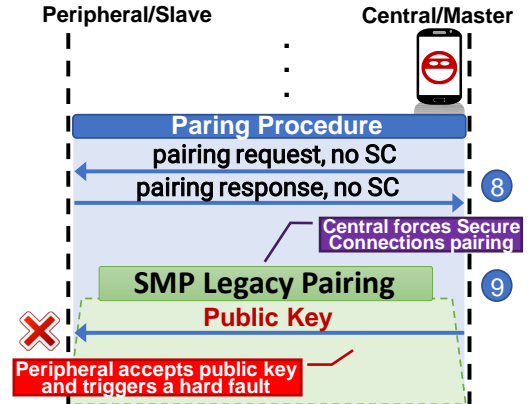 Peripheral/Slave
Central/Master
Paring Procedure
pairing request, no SC
pairing response, no SC
8
Central forces Secure
Connections pairing
SMP Legacy Pairing
9
Public Key
Peripheral accepts public key
and triggers a hard fault